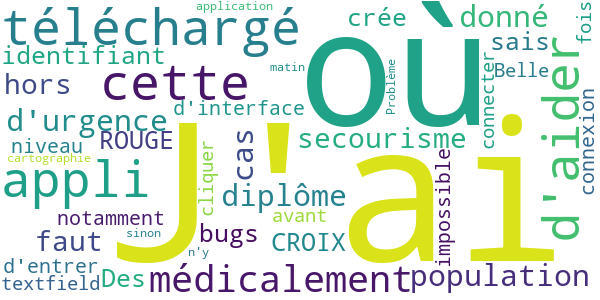 application
téléchargé
où
crée
donné
fois
identifiant
sais
cette
matin
Belle
hors
Problème
connecter
d'aider
connexion
d'interface
d'urgence
J'ai
ROUGE
cas
secourisme
niveau
cartographie
cliquer
impossible
appli
diplôme
notamment
avant
sinon
bugs
CROIX
faut
n'y
d'entrer
textfield
Des
médicalement
population